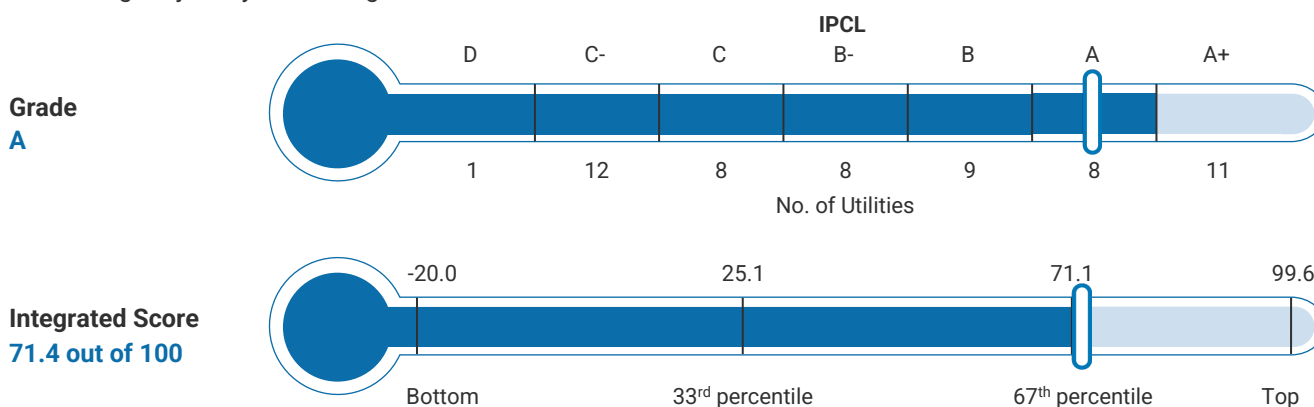 IPCL
D C- C B- B A A+
Grade
A
1 12 8 8 9 8 11
No. of Utilities
-20.0 25.1 71.1 99.6
Integrated Score
71.4 out of 100
Bottom 33rd percentile 67th percentile Top